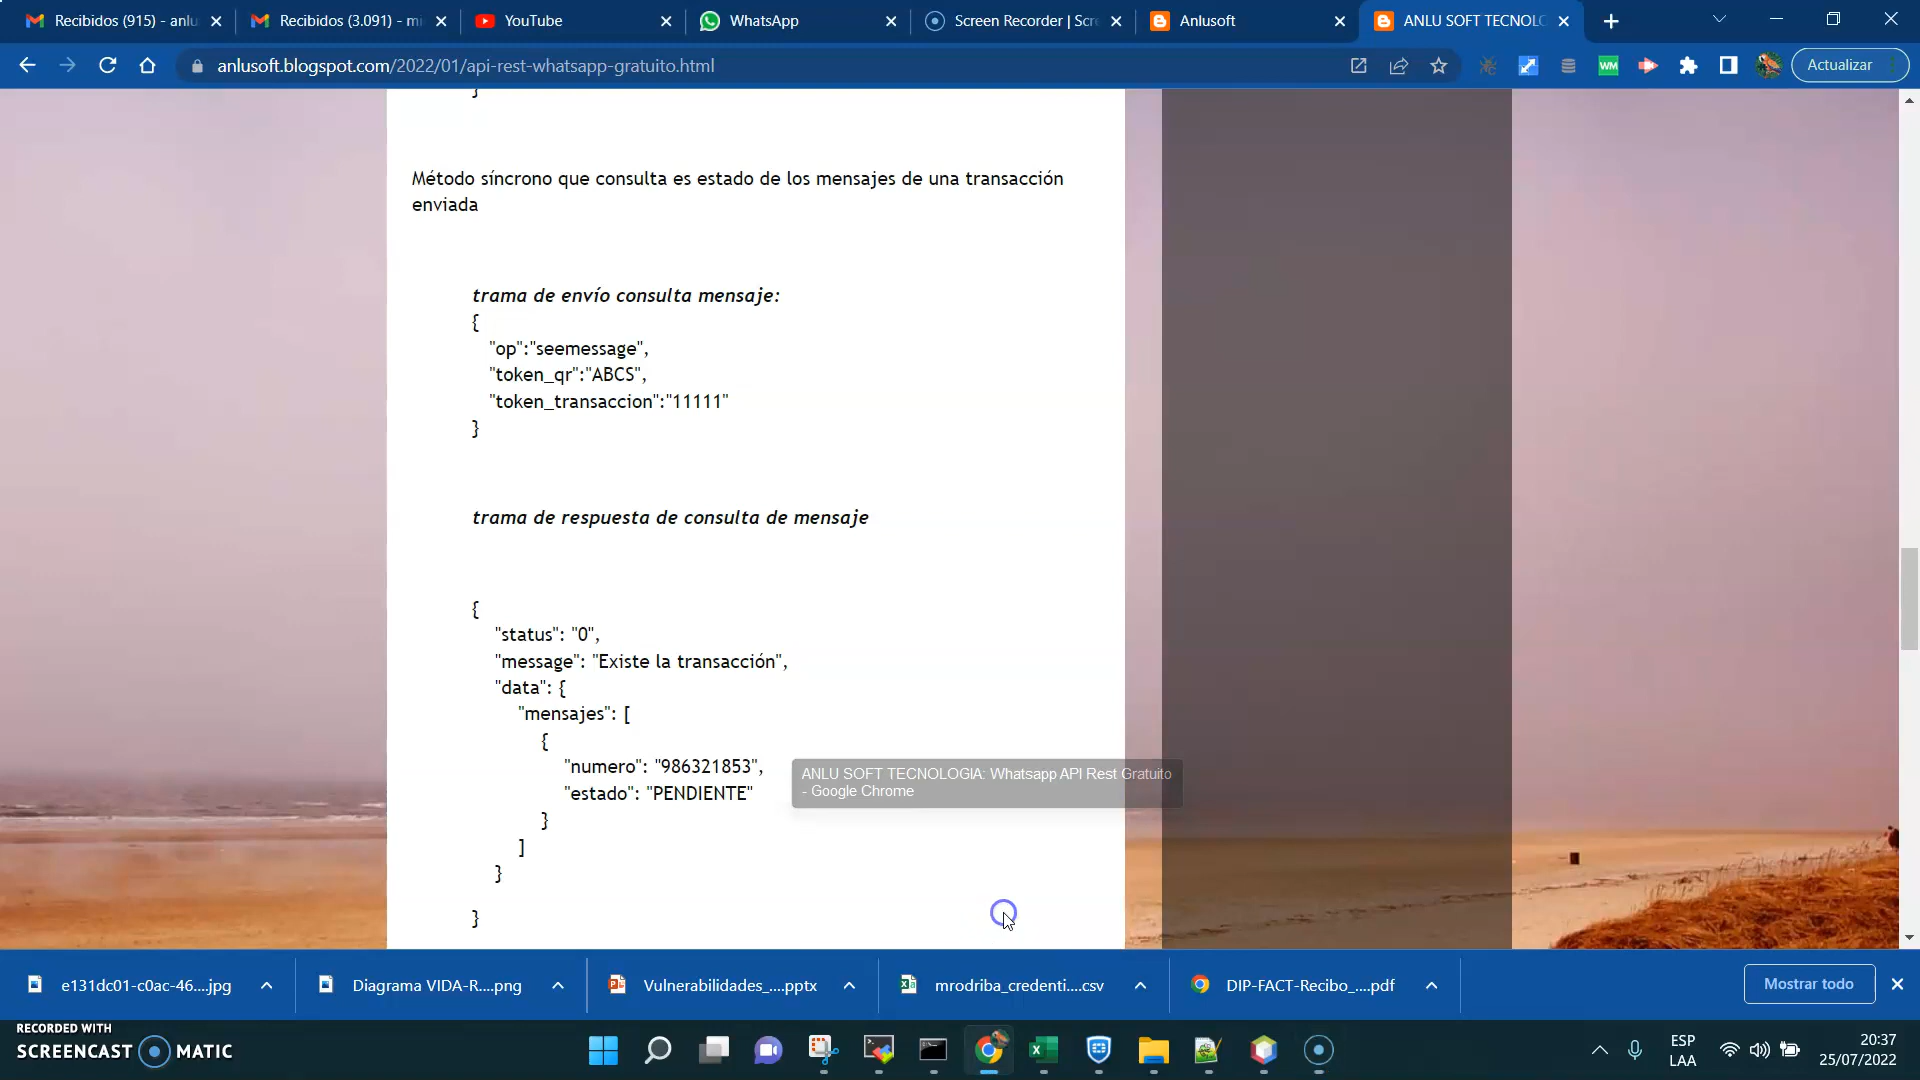 Recibidos (915) - anlu
Recibidos (3.091) - mi
YouTube
WhatsApp
Screen Recorder | Scr
Anlusoft
ANLU SOFT TECNOLO
anlusoft.blogspot.com/2022/01/api-rest-whatsapp-gratuito.html
WM
Actualizar
}
Método síncrono que consulta es estado de los mensajes de una transacción
enviada
trama de envío consulta mensaje:
{
"op":"seemessage",
"token_qr":"ABCS",
"token_transaccion":"11111"
}
trama de respuesta de consulta de mensaje
{
"status": "0",
"message": "Existe la transacción",
"data": {
"mensajes": [
{
"numero": "986321853",
"estado": "PENDIENTE"
}
]
}
}
ANLU SOFT TECNOLOGIA: Whatsapp API Rest Gratuito
- Google Chrome
e131dc01-c0ac-46....jpg
Diagrama VIDA-R....png
Vulnerabilidades_....pptx
mrodriba_credenti....csv
DIP-FACT-Recibo_....pdf
Mostrar todo
RECORDED WITH
SCREENCAST MATIC
ESP
LAA
20:37
25/07/2022